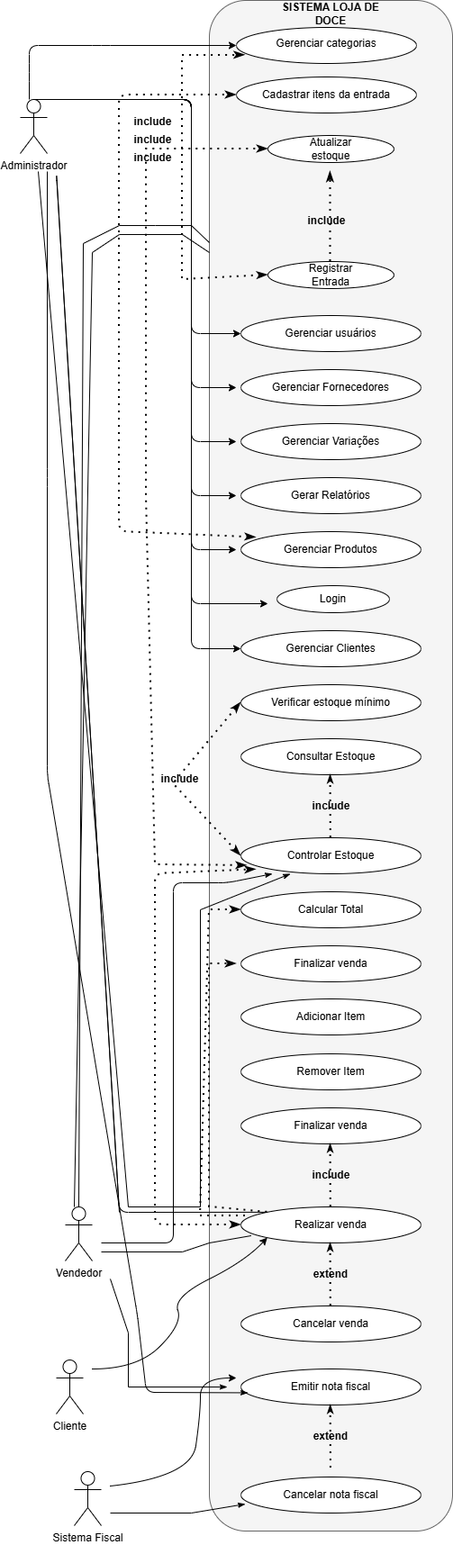 SISTEMA LOJA DE
DOCE
Gerenciar categorias
Cadastrar itens da entrada
include
include
include
Atualizar
estoque
Administrador
include
Registrar
Entrada
Gerenciar usuários
Gerenciar Fornecedores
Gerenciar Variações
Gerar Relatórios
Gerenciar Produtos
Login
Gerenciar Clientes
Verificar estoque mínimo
Consultar Estoque
include
include
Controlar Estoque
Calcular Total
Finalizar venda
Adicionar Item
Remover Item
Finalizar venda
include
Realizar venda
Vendedor
extend
Cancelar venda
Emitir nota fiscal
Cliente
extend
Cancelar nota fiscal
Sistema Fiscal